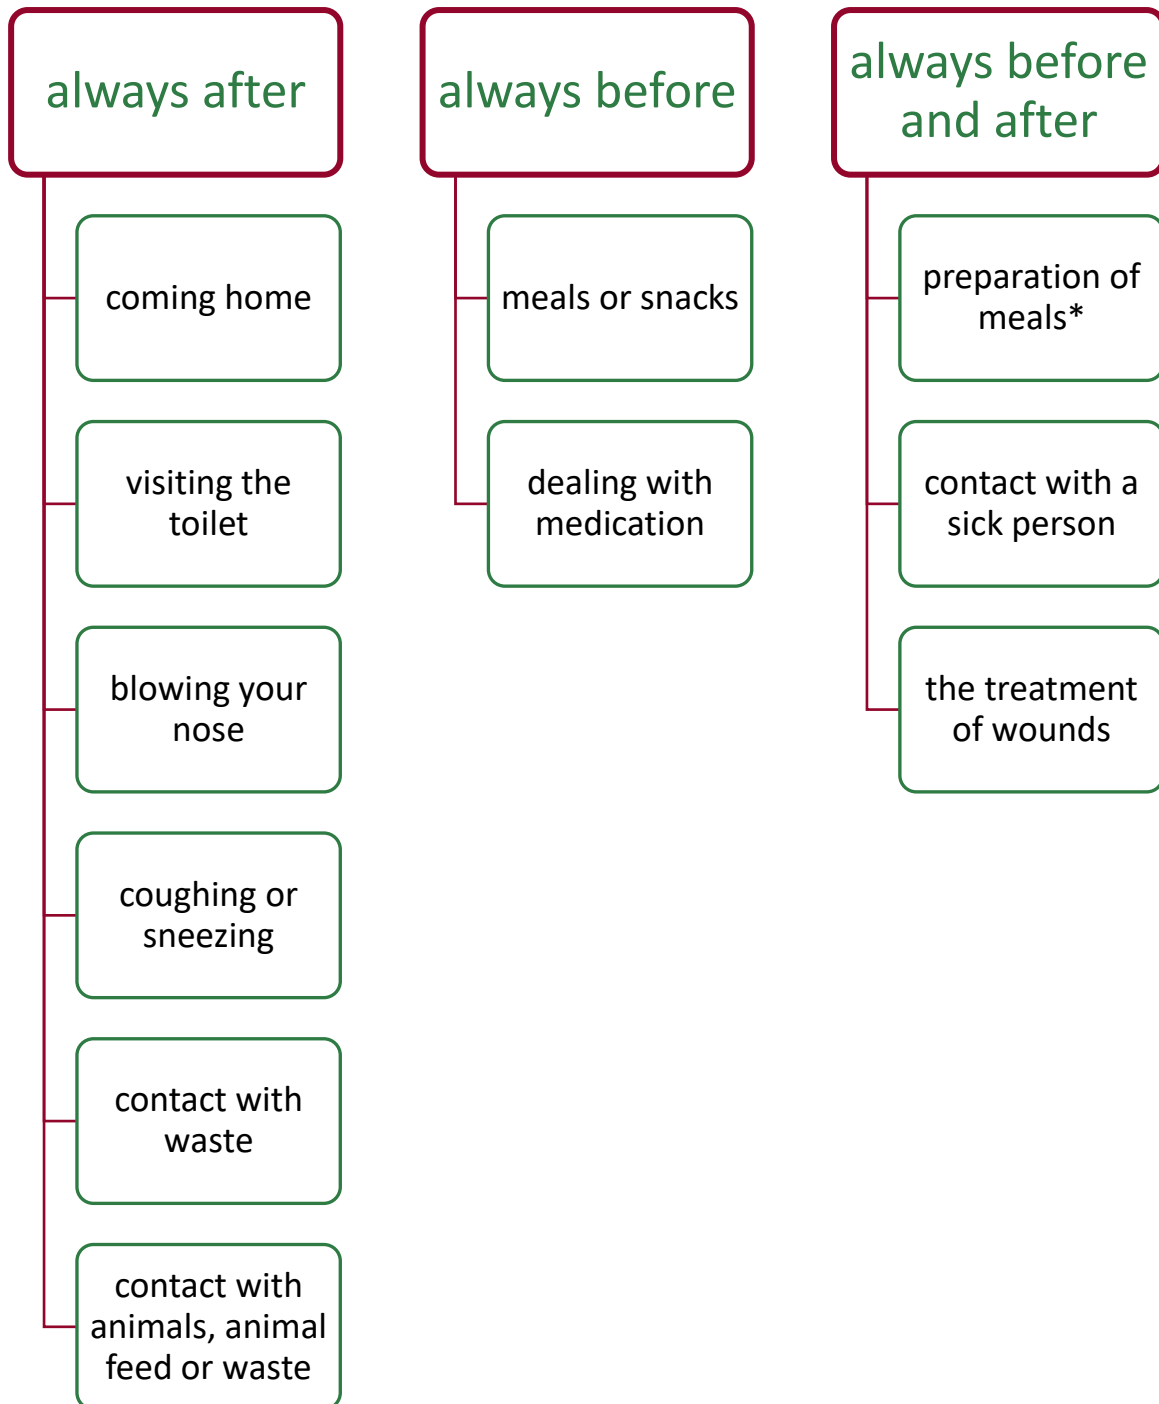 always after
coming home
visiting the
toilet
blowing your
nose
coughing or
sneezing
contact with
waste
contact with
animals, animal
feed or waste
always before
meals or snacks
dealing with
medication
always before
and after
preparation of
meals*
contact with a
sick person
the treatment
of wounds